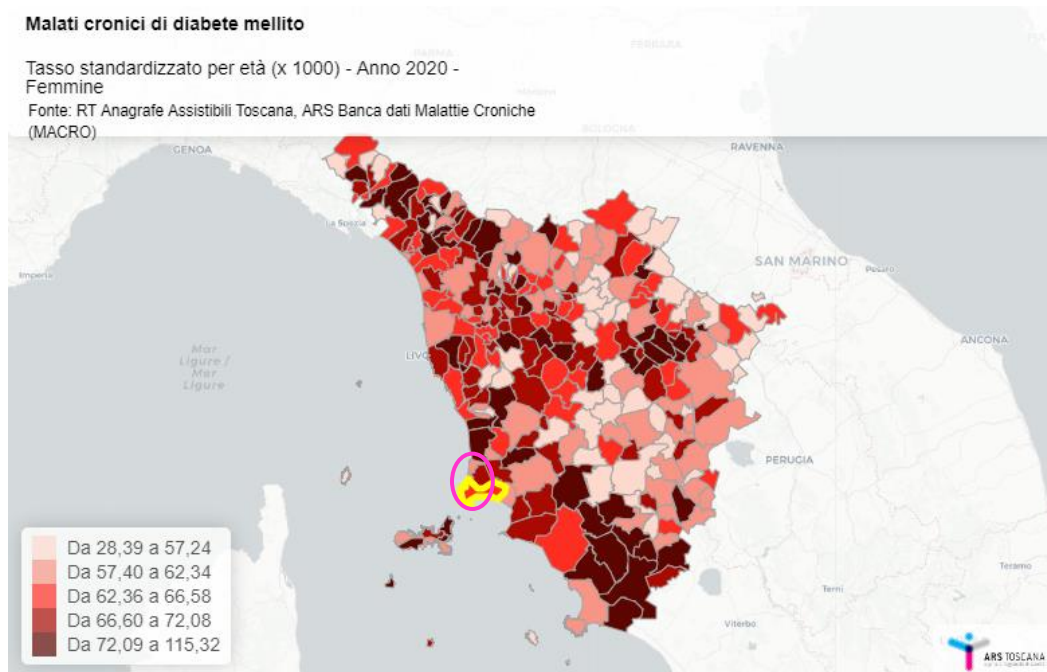 Malati cronici di diabete mellito
Tasso standardizzato per età (x 1000) - Anno 2020 -
Femmine
Fonte: RT Anagrafe Assistibili Toscana, ARS Banca dati Malattie Croniche
(MACRO)
PARMA
FERRARA
Modena
BOLOGNA
GENOA
RAVENNA
La Spezia
SAN MARINO
Imperia
Pesaro
ANCONA
Mar
Ligure /
Mar
Ligure
LIVO
PERUGIA
Da 28,39 a 57,24
Da 57,40 a 62,34
Da 62,36 a 66,58
Da 66,60 a 72,08
Da 72,09 a 115,32
Teramo
Terni
Viterbo
ARS TOSCANA